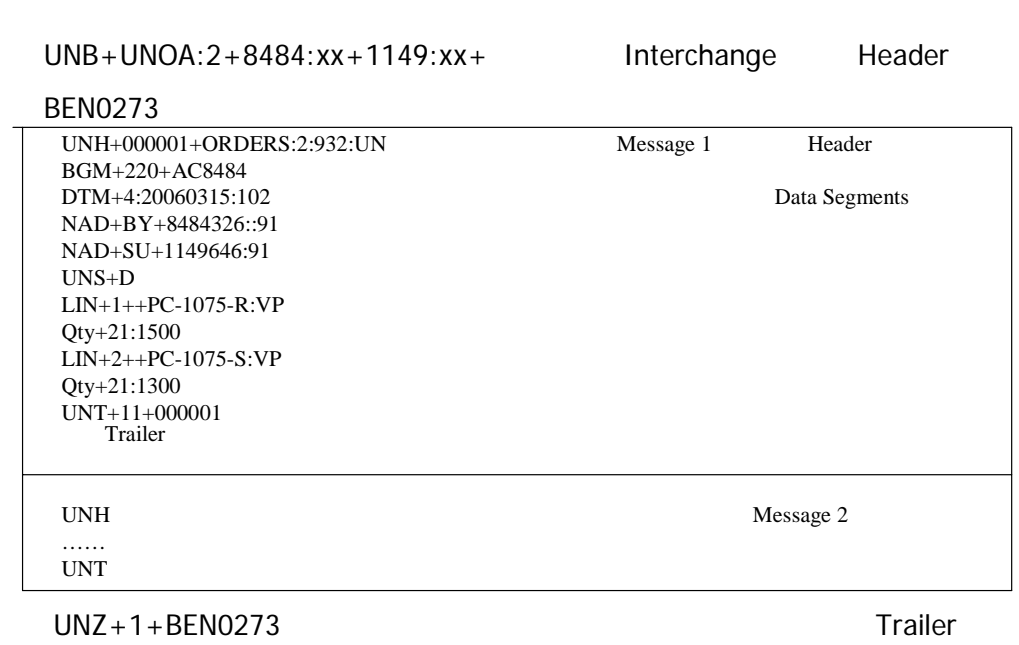 UNB+UNOA:2+8484:xx+1149:xx+ Interchange Header
BEN0273
UNH+000001+ORDERS:2:932:UN Message 1 Header
BGM+220+AC8484
DTM+4:20060315:102 Data Segments
NAD+BY+8484326::91
NAD+SU+1149646:91
UNS+D
LIN+1++PC-1075-R:VP
Qty+21:1500
LIN+2++PC-1075-S:VP
Qty+21:1300
UNT+11+000001
Trailer
UNH Message 2
……
UNT
UNZ+1+BEN0273 Trailer